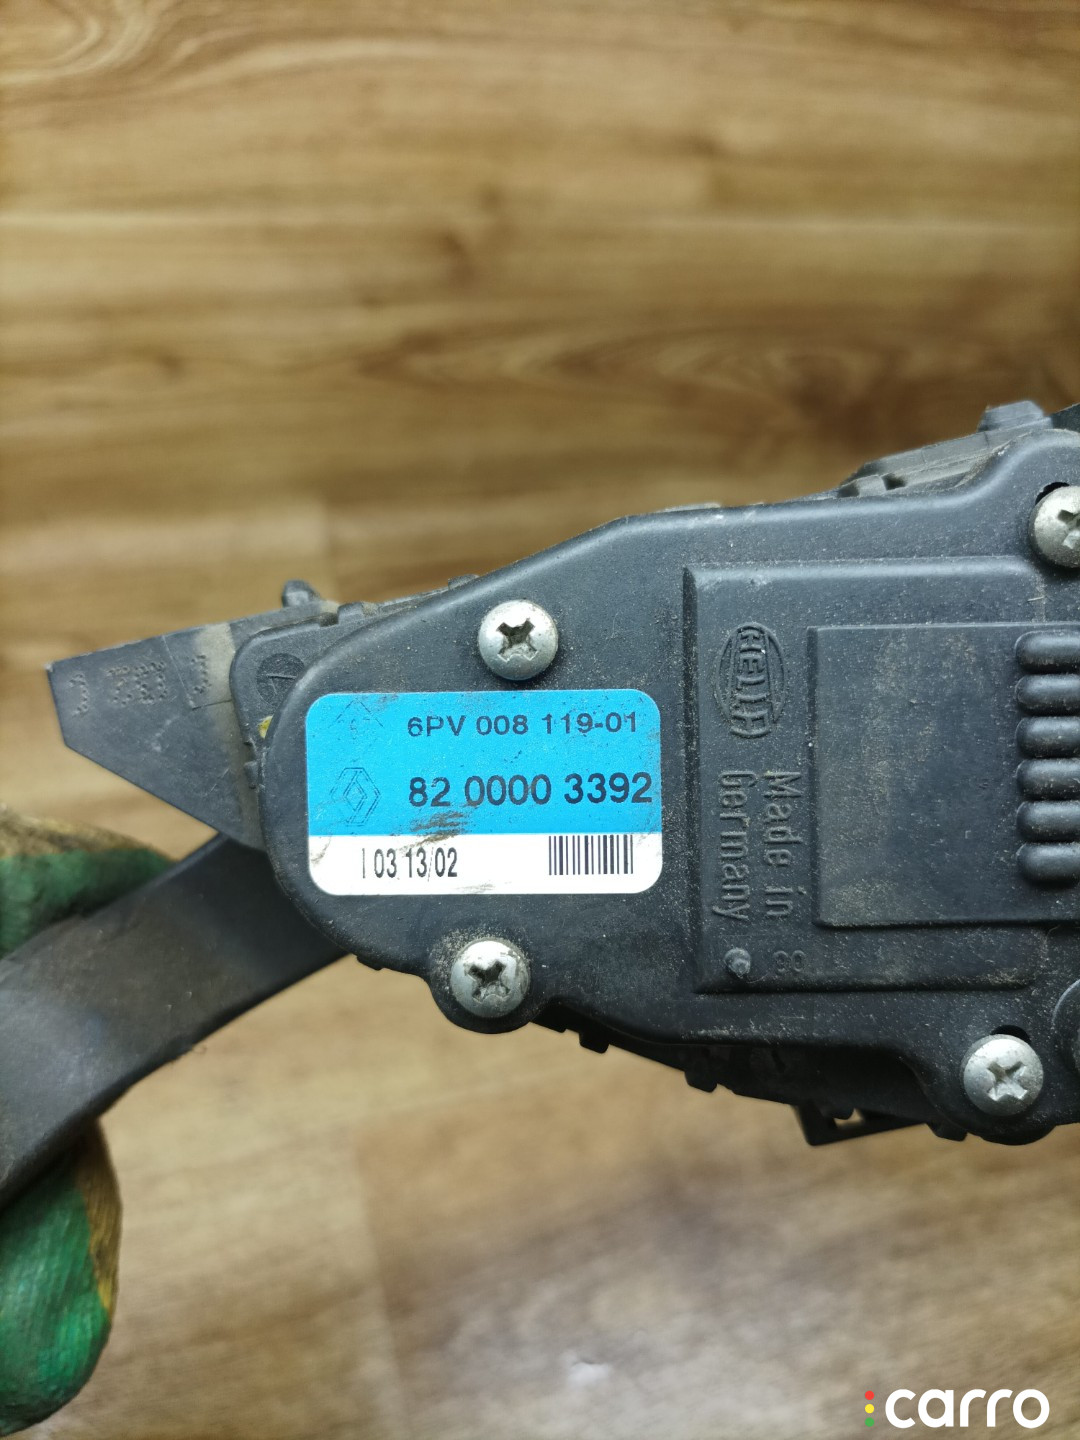 6PV 008 119-01
82 0000 3392
I 03 13/02
HELLA
Made in
Germany
carro